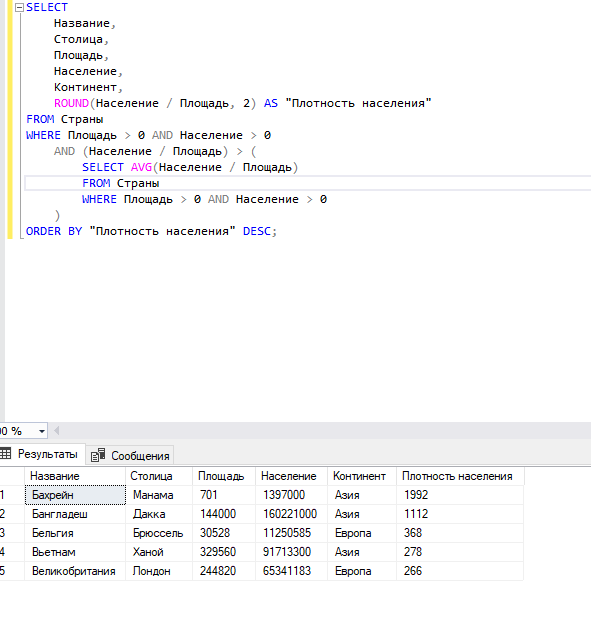 SELECT
Название,
Столица,
Площадь,
Население,
Континент,
ROUND(Население / Площадь, 2) AS "Плотность населения"
FROM Страны
WHERE Площадь > 0 AND Население > 0
AND (Население / Площадь) > (
SELECT AVG(Население / Площадь)
FROM Страны
WHERE Площадь > 0 AND Население > 0
)
ORDER BY "Плотность населения" DESC;
00 %
Результаты Сообщения
Название Столица Площадь Население Континент Плотность населения
1 Бахрейн Манама 701 1397000 Азия 1992
2 Бангладеш Дакка 144000 160221000 Азия 1112
3 Бельгия Брюссель 30528 11250585 Европа 368
4 Вьетнам Ханой 329560 91713300 Азия 278
5 Великобритания Лондон 244820 65341183 Европа 266